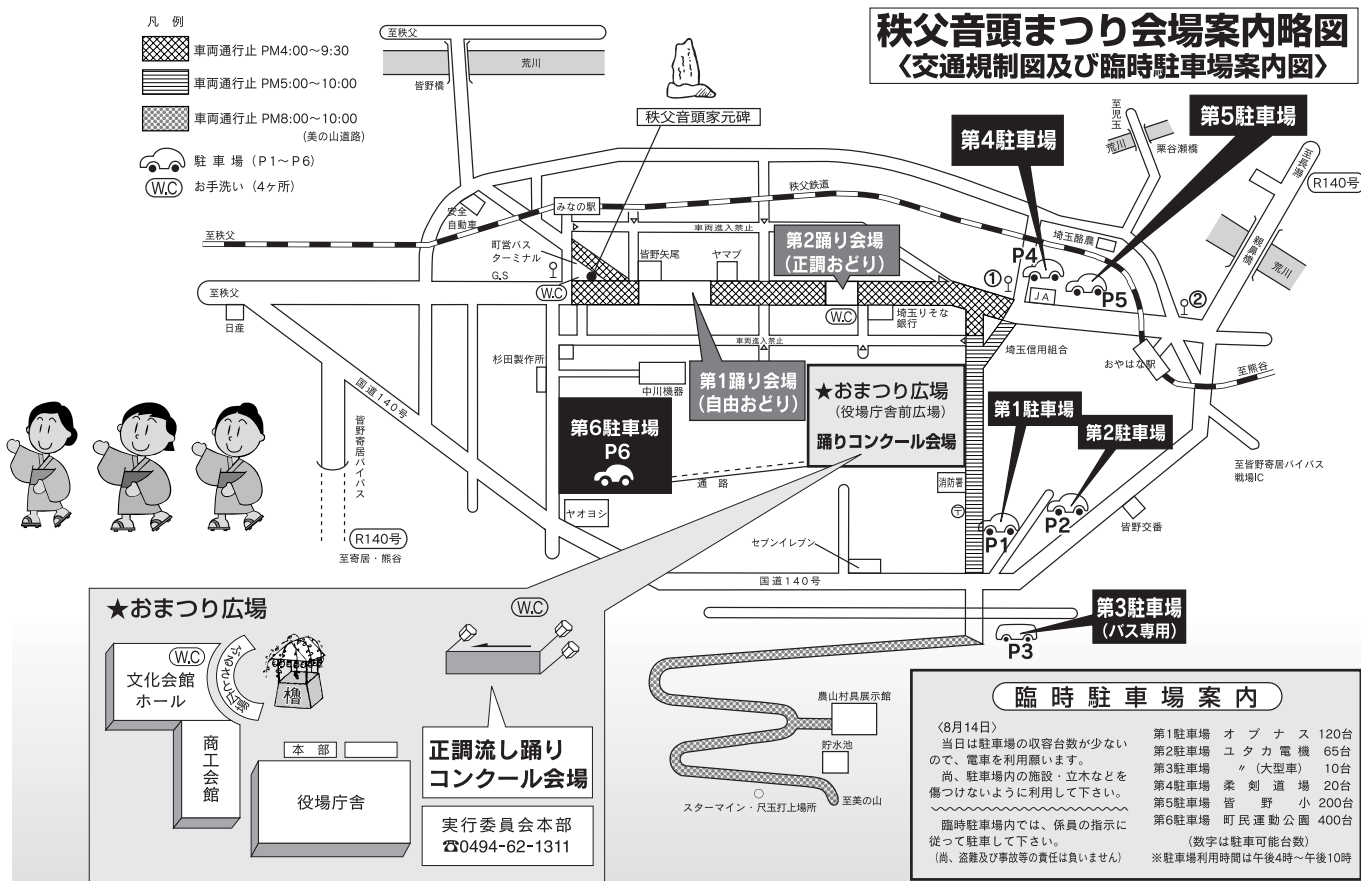 秩父音頭まつり会場案内略図
〈交通規制図及び臨時駐車場案内図〉
凡 例
車両通行止 PM4:00〜9:30
車両通行止 PM5:00〜10:00
車両通行止 PM8:00〜10:00
(美の山道路)
駐 車 場 (P1〜P6)
W.C お手洗い (4ヶ所)
至秩父
荒川
皆野橋
秩父音頭家元碑
第4駐車場
第5駐車場
至児玉
荒川
栗谷瀬橋
至長瀞
R140号
親鼻橋
荒川
秩父鉄道
安全
自動車
みなの駅
至秩父
車両進入禁止
町営バス
ターミナル
G.S
皆野矢尾
ヤマブ
第2踊り会場
(正調おどり)
埼玉酪農
P4
P5
①
②
JA
至秩父
日産
W.C
W.C
埼玉りそな
銀行
車両進入禁止
埼玉信用組合
おやはな駅
至熊谷
杉田製作所
中川機器
第1踊り会場
(自由おどり)
★おまつり広場
(役場庁舎前広場)
踊りコンクール会場
国道140号
皆野寄居バイパス
第6駐車場
P6
通 路
第1駐車場
第2駐車場
至皆野寄居バイパス
戦場IC
消防署
〒
P1
P2
皆野交番
ヤオヨシ
セブンイレブン
R140号
至寄居・熊谷
国道140号
第3駐車場
(バス専用)
P3
★おまつり広場
W.C
W.C
文化会館
ホール
ふるさと広場
櫓
商工会館
本 部
役場庁舎
正調流し踊り
コンクール会場
実行委員会本部
☎0494-62-1311
農山村具展示館
貯水池
スターマイン・尺玉打上場所
至美の山
臨時駐車場案内
〈8月14日〉
当日は駐車場の収容台数が少ない
ので、電車を利用願います。
尚、駐車場内の施設・立木などを
傷つけないように利用して下さい。
臨時駐車場内では、係員の指示に
従って駐車して下さい。
(尚、盗難及び事故等の責任は負いません)
第1駐車場 オプナス 120台
第2駐車場 ユタカ電機 65台
第3駐車場 〃(大型車) 10台
第4駐車場 柔剣道場 20台
第5駐車場 皆野小 200台
第6駐車場 町民運動公園 400台
(数字は駐車可能台数)
※駐車場利用時間は午後4時〜午後10時